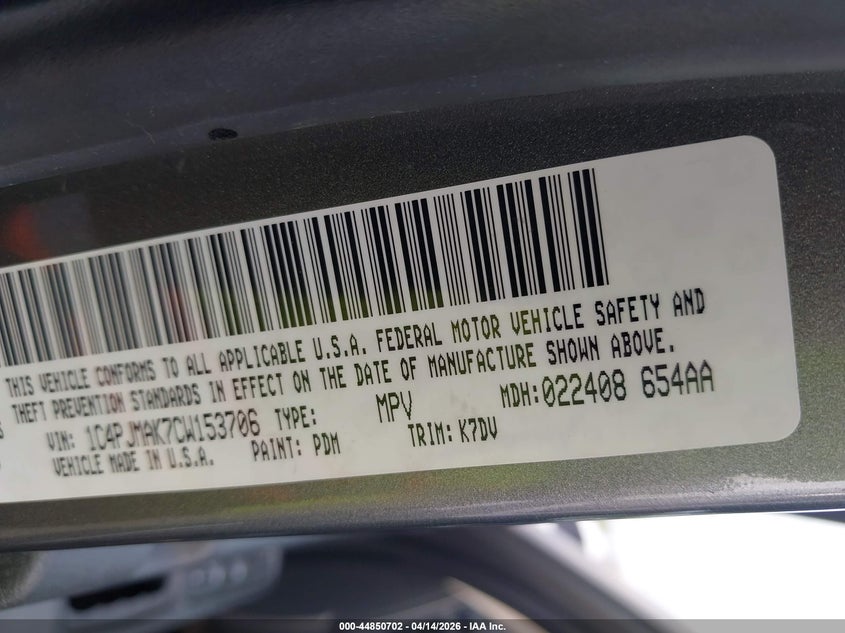 THIS VEHICLE CONFORMS TO ALL APPLICABLE U.S.A. FEDERAL MOTOR VEHICLE SAFETY AND
THEFT PREVENTION STANDARDS IN EFFECT ON THE DATE OF MANUFACTURE SHOWN ABOVE.
VIN: 1C4PJMAK7CW153706 TYPE: MPV MDH:022408 654AA
VEHICLE MADE IN U.S.A. PAINT: PDM TRIM: K7DV
000-44850702 - 04/14/2026 - IAA Inc.